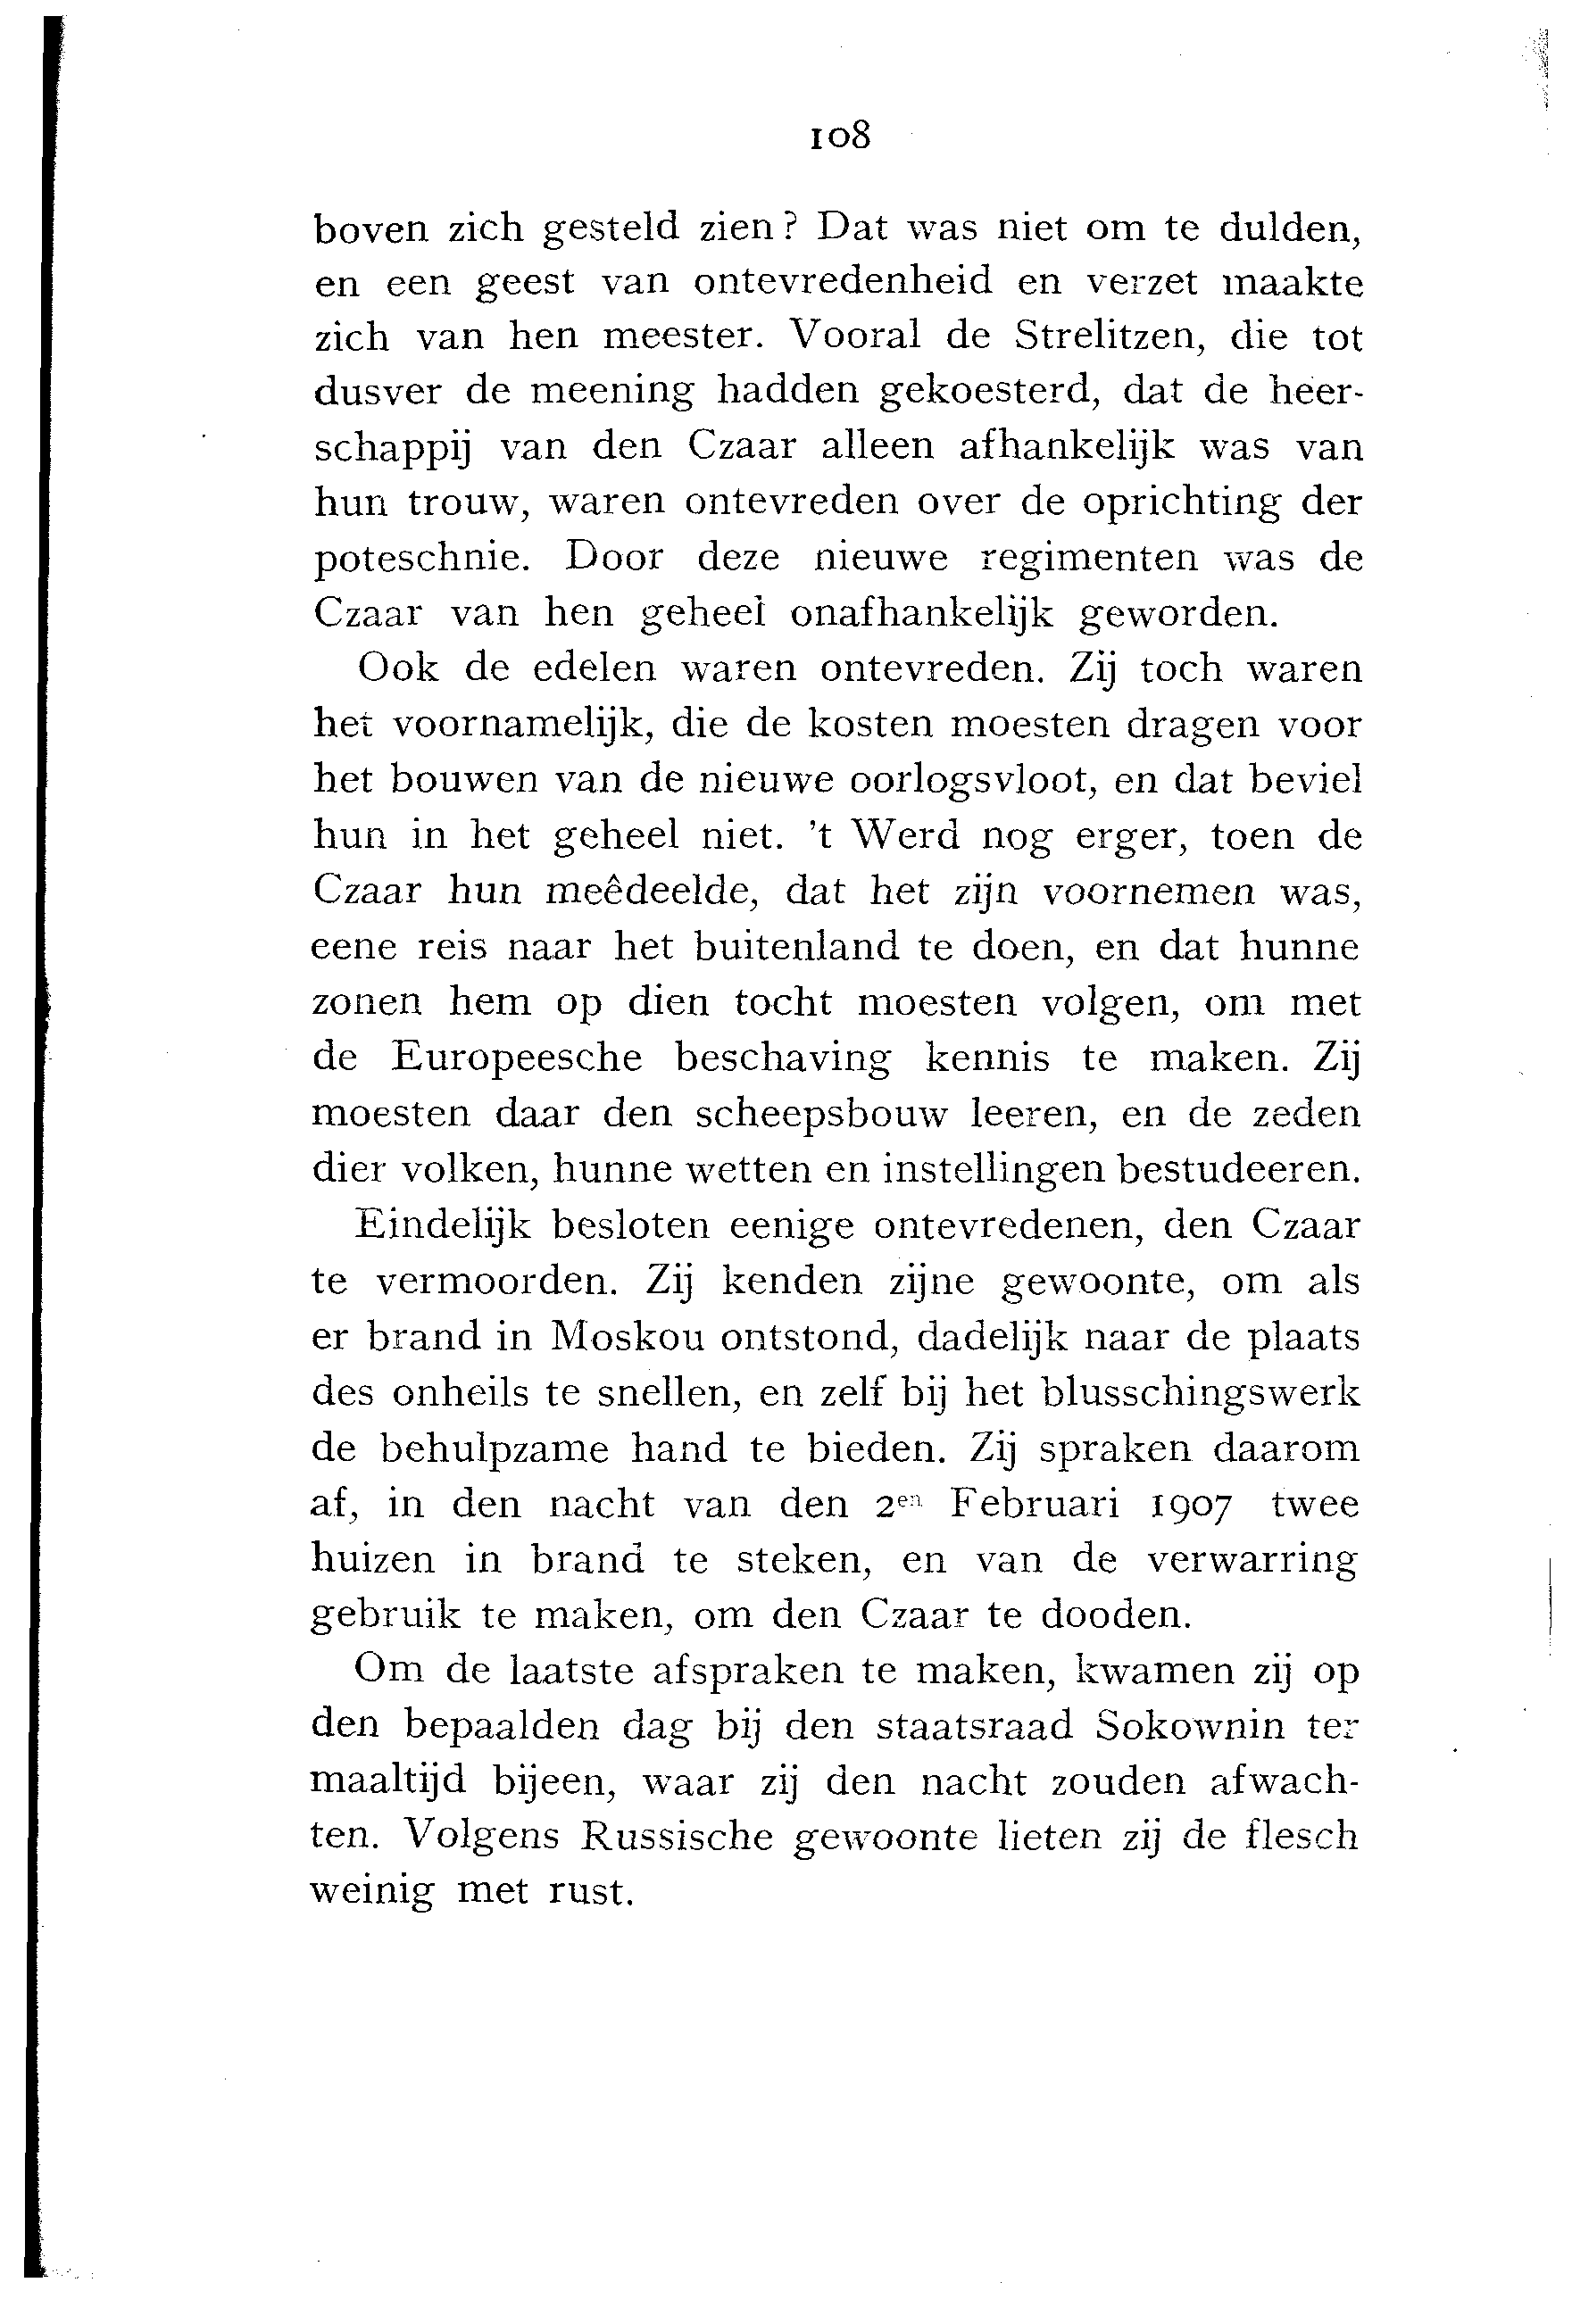 108
boven zich gesteld zien? Dat was niet om te dulden,
en een geest van ontevredenheid en verzet maakte
zich van hen meester. Vooral de Strelitzen, die tot
dusver de meening hadden gekoesterd, dat de heer-
schappij van den Czaar alleen afhankelijk was van
hun trouw, waren ontevreden over de oprichting der
poteschnie. Door deze nieuwe regimenten was de
Czaar van hen geheel onafhankelijk geworden.
Ook de edelen waren ontevreden. Zij toch waren
het voornamelijk, die de kosten moesten dragen voor
het bouwen van de nieuwe oorlogsvloot, en dat beviel
hun in het geheel niet. 't Werd nog erger, toen de
Czaar hun meêdeelde, dat het zijn voornemen was,
eene reis naar het buitenland te doen, en dat hunne
zonen hem op dien tocht moesten volgen, om met
de Europeesche beschaving kennis te maken. Zij
moesten daar den scheepsbouw leeren, en de zeden
dier volken, hunne wetten en instellingen bestudeeren.
Eindelijk besloten eenige ontevredenen, den Czaar
te vermoorden. Zij kenden zijne gewoonte, om als
er brand in Moskou ontstond, dadelijk naar de plaats
des onheils te snellen, en zelf bij het blusschingswerk
de behulpzame hand te bieden. Zij spraken daarom
af, in den nacht van den 2en Februari 1907 twee
huizen in brand te steken, en van de verwarring
gebruik te maken, om den Czaar te dooden.
Om de laatste afspraken te maken, kwamen zij op
den bepaalden dag bij den staatsraad Sokownin ter
maaltijd bijeen, waar zij den nacht zouden afwach-
ten. Volgens Russische gewoonte lieten zij de flesch
weinig met rust.